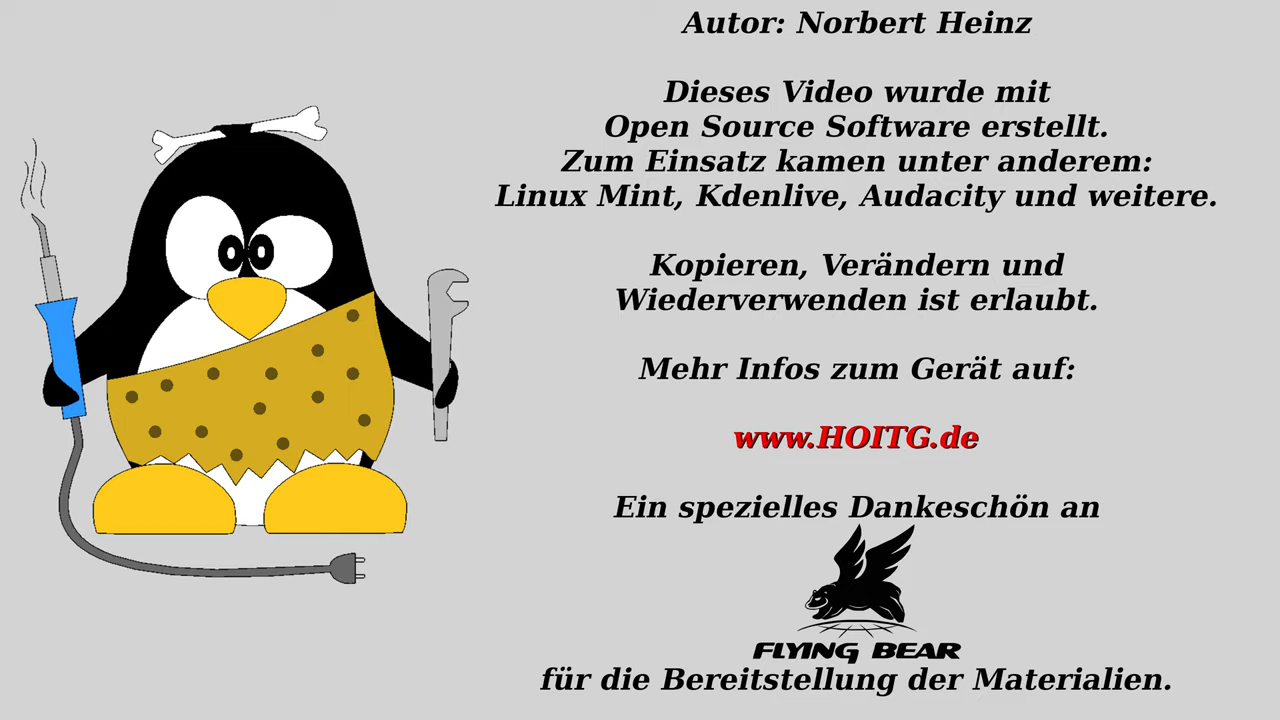 Autor: Norbert Heinz
Dieses Video wurde mit
Open Source Software erstellt.
Zum Einsatz kamen unter anderem:
Linux Mint, Kdenlive, Audacity und weitere.
Kopieren, Verändern und
Wiederverwenden ist erlaubt.
Mehr Infos zum Gerät auf:
www.HOITG.de
Ein spezielles Dankeschön an
FLYING BEAR
für die Bereitstellung der Materialien.